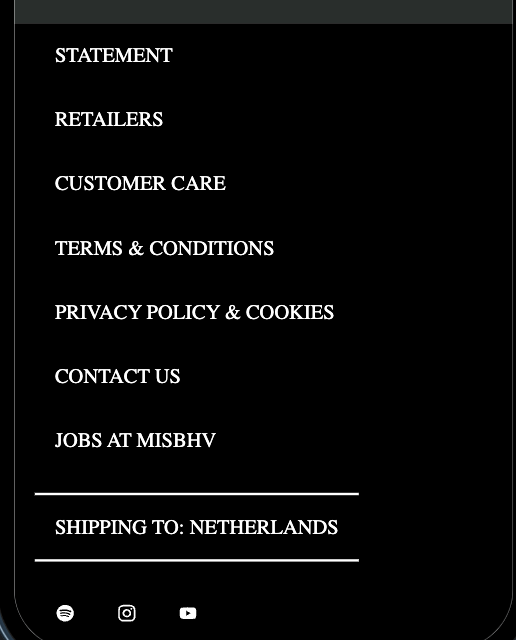 STATEMENT
RETAILERS
CUSTOMER CARE
TERMS & CONDITIONS
PRIVACY POLICY & COOKIES
CONTACT US
JOBS AT MISBHV
SHIPPING TO: NETHERLANDS